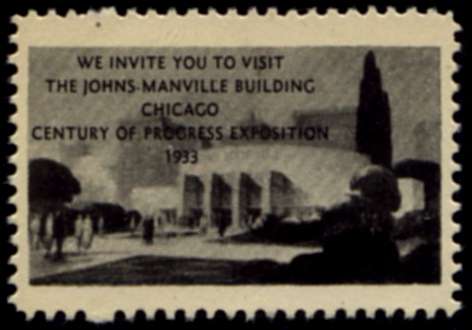 WE INVITE YOU TO VISIT
THE JOHNS-MANVILLE BUILDING
CHICAGO
CENTURY OF PROGRESS EXPOSITION
1933